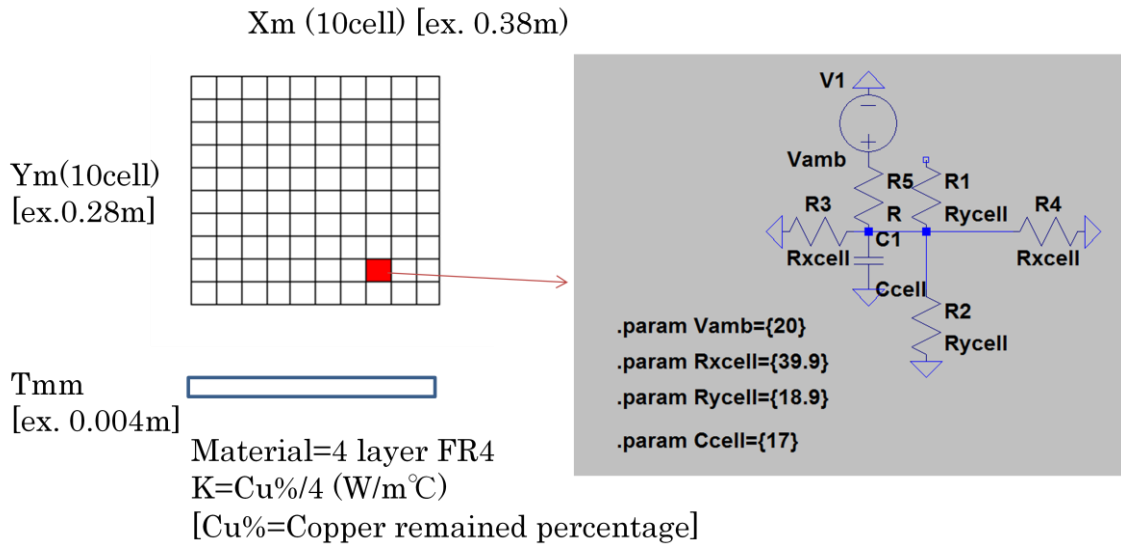 Xm (10cell) [ex. 0.38m)
Ym(10cell)
[ex.0.28m]
Tmm
[ex. 0.004m]
Material=4 layer FR4
K=Cu%/4 (W/m℃)
[Cu%=Copper remained percentage]
V1
Vamb
R5
R
R1
Rycell
R3
Rxcell
R4
Rxcell
C1
Ccell
R2
Rycell
.param Vamb={20}
.param Rxcell={39.9}
.param Rycell={18.9}
.param Ccell={17}